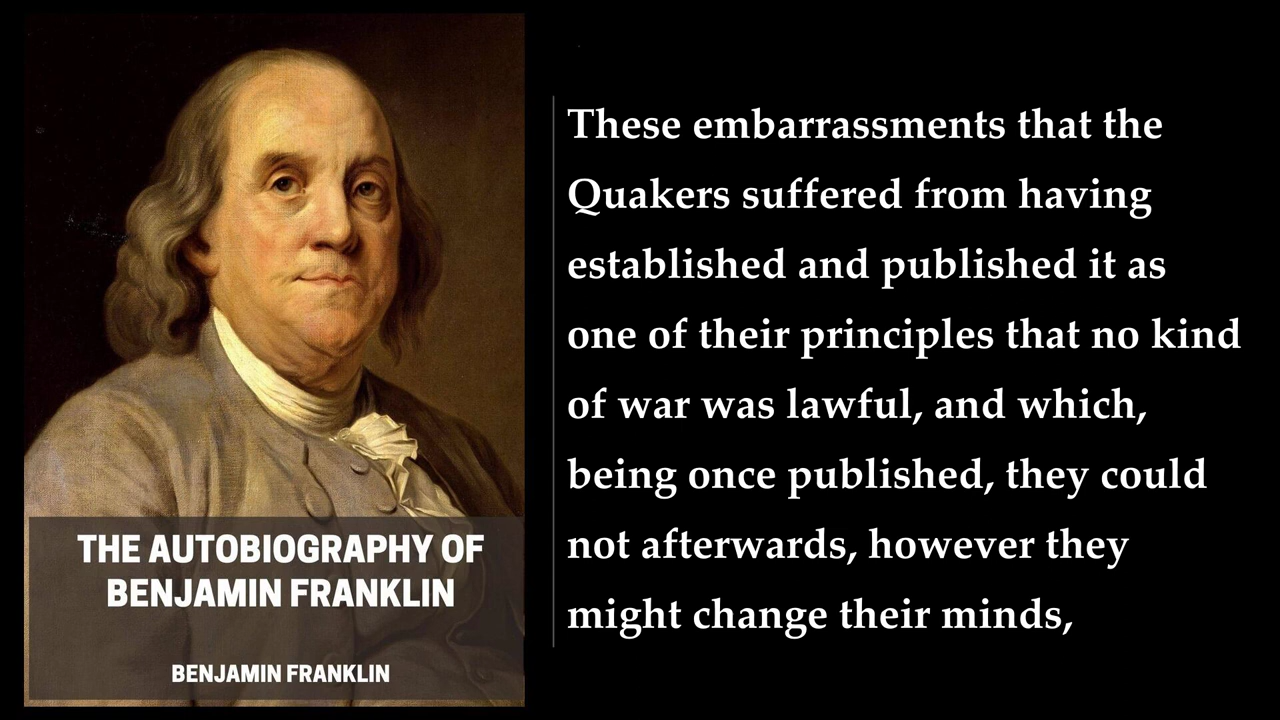 THE AUTOBIOGRAPHY OF
BENJAMIN FRANKLIN
BENJAMIN FRANKLIN
These embarrassments that the
Quakers suffered from having
established and published it as
one of their principles that no kind
of war was lawful, and which,
being once published, they could
not afterwards, however they
might change their minds,